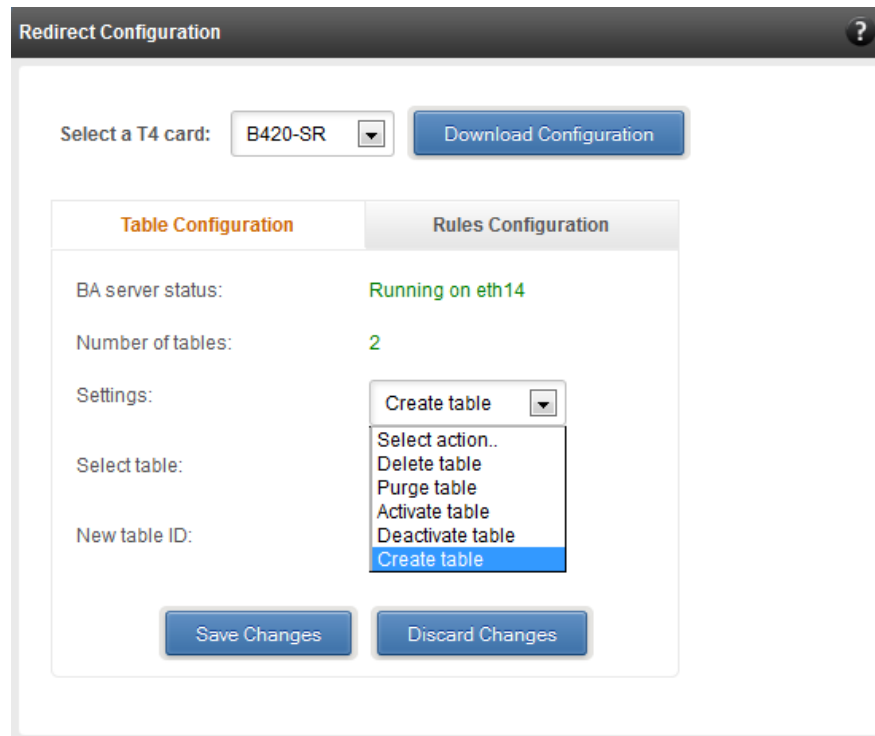 Redirect Configuration
?
Select a T4 card: B420-SR Download Configuration
Table Configuration Rules Configuration
BA server status: Running on eth14
Number of tables: 2
Settings: Create table
Select action..
Select table: Delete table
Purge table
Activate table
New table ID: Deactivate table
Create table
Save Changes Discard Changes